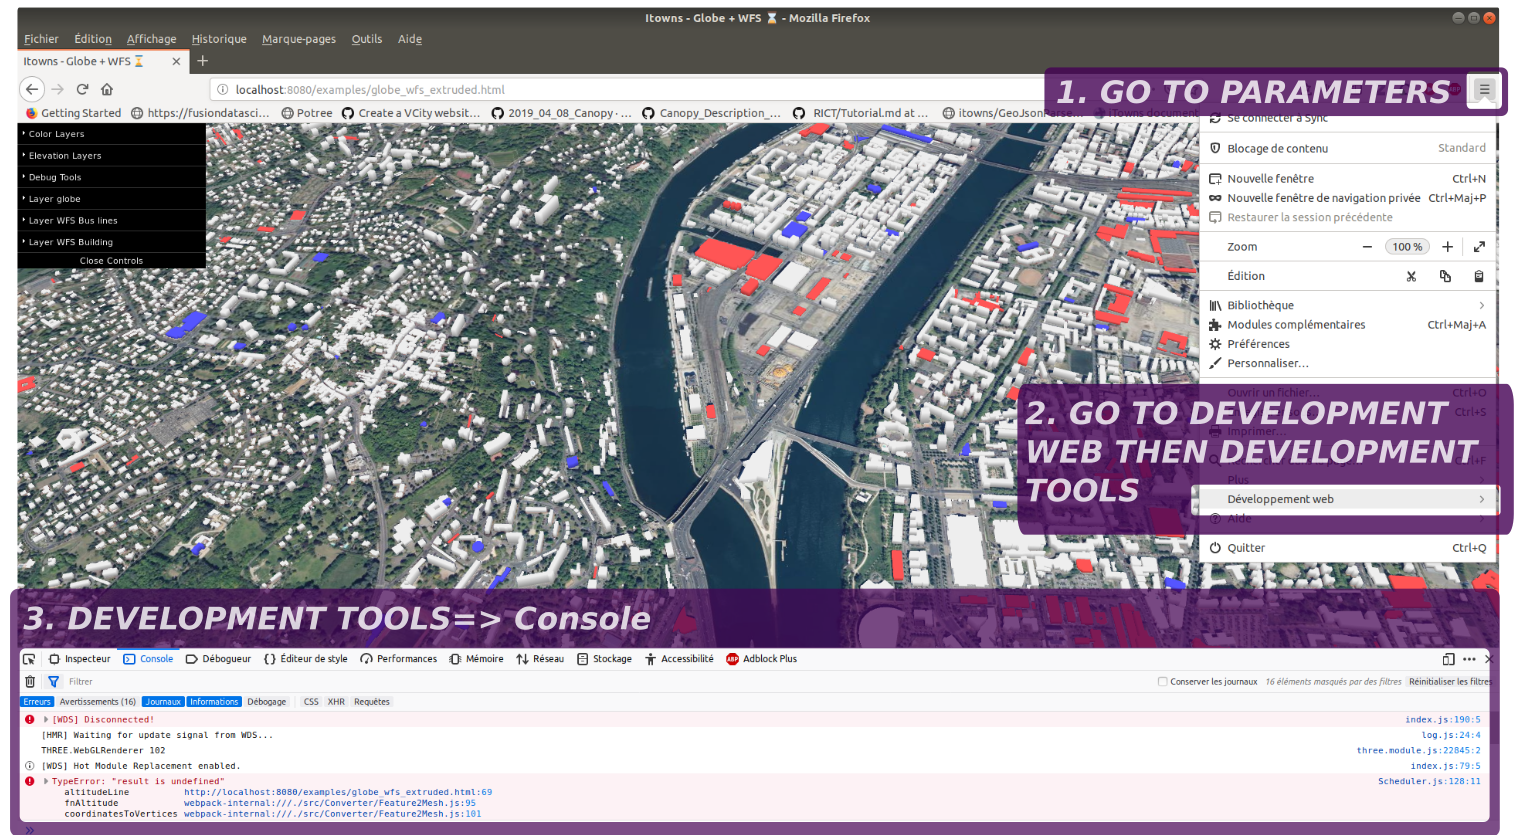 Itowns - Globe + WFS ⌛ - Mozilla Firefox
Fichier Édition Affichage Historique Marque-pages Outils Aide
Itowns - Globe + WFS ⌛ × +
localhost:8080/examples/globe_wfs_extruded.html
1. GO TO PARAMETERS
Getting Started https://fusiondatasci… Potree Create a VCity websit… 2019_04_08_Canopy · … Canopy_Description_… RICT/Tutorial.md at … itowns/GeoJsonParse… iTowns document
Se connecter à Sync
Color Layers
Elevation Layers
Debug Tools
Layer globe
Layer WFS Bus lines
Layer WFS Building
Close Controls
Blocage de contenu Standard
Nouvelle fenêtre Ctrl+N
Nouvelle fenêtre de navigation privée Ctrl+Maj+P
Restaurer la session précédente
Zoom − 100 % +
Édition
Bibliothèque
Modules complémentaires Ctrl+Maj+A
Préférences
Personnaliser…
Ouvrir un fichier… Ctrl+O
Ctrl+S
Imprimer…
2. GO TO DEVELOPMENT
WEB THEN DEVELOPMENT
TOOLS
Plus
Développement web
Aide
Quitter Ctrl+Q
3. DEVELOPMENT TOOLS=> Console
Inspecteur Console Débogueur {} Éditeur de style Performances Mémoire Réseau Stockage Accessibilité ABP Adblock Plus
Filtrer Conserver les journaux 16 éléments masqués par des filtres Réinitialiser les filtres
Erreurs Avertissements (16) Journaux Informations Débogage CSS XHR Requêtes
[WDS] Disconnected! index.js:190:5
[HMR] Waiting for update signal from WDS... log.js:24:4
THREE.WebGLRenderer 102 three.module.js:22845:2
[WDS] Hot Module Replacement enabled. index.js:79:5
TypeError: "result is undefined" Scheduler.js:128:11
altitudeLine http://localhost:8080/examples/globe_wfs_extruded.html:69
fnAltitude webpack-internal:///./src/Converter/Feature2Mesh.js:95
coordinatesToVertices webpack-internal:///./src/Converter/Feature2Mesh.js:101
»